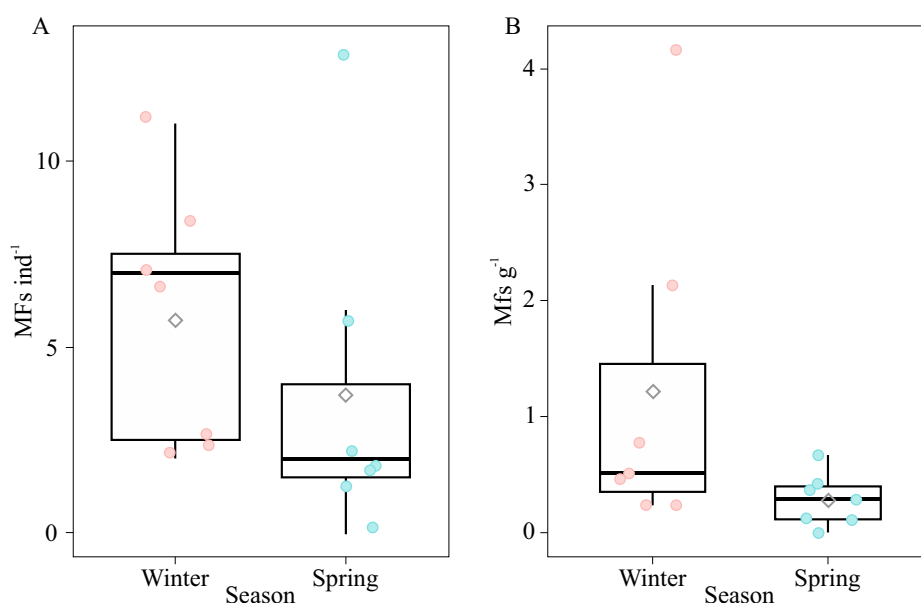 A
MFs ind⁻¹
10
5
0
Winter Spring
Season
B
Mfs g⁻¹
4
3
2
1
0
Winter Spring
Season